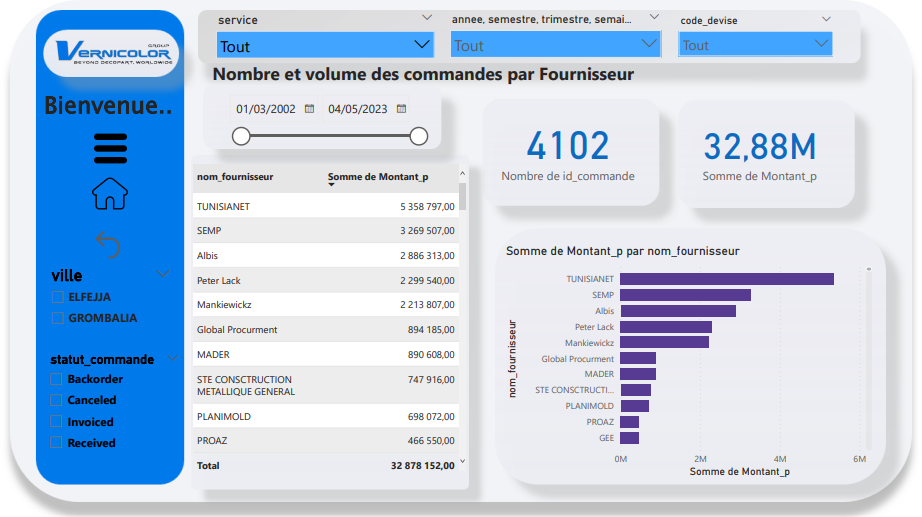 GROUP
VERNICOLOR
BEYOND DECOPART, WORLDWIDE
Bienvenue..
ville
ELFEJJA
GROMBALIA
statut_commande
Backorder
Canceled
Invoiced
Received
service
Tout
annee, semestre, trimestre, semai...
Tout
code_devise
Tout
Nombre et volume des commandes par Fournisseur
01/03/2002 04/05/2023
4102
Nombre de id_commande
32,88M
Somme de Montant_p
nom_fournisseur Somme de Montant_p
TUNISIANET 5 358 797,00
SEMP 3 269 507,00
Albis 2 886 313,00
Peter Lack 2 299 540,00
Mankiewickz 2 213 807,00
Global Procurment 894 185,00
MADER 890 608,00
STE CONSCTRUCTION 747 916,00
METALLIQUE GENERAL
PLANIMOLD 698 072,00
PROAZ 466 550,00
Total 32 878 152,00
Somme de Montant_p par nom_fournisseur
nom_fournisseur
TUNISIANET
SEMP
Albis
Peter Lack
Mankiewickz
Global Procurment
MADER
STE CONSCTRUCTI...
PLANIMOLD
PROAZ
GEE
0M 2M 4M 6M
Somme de Montant_p